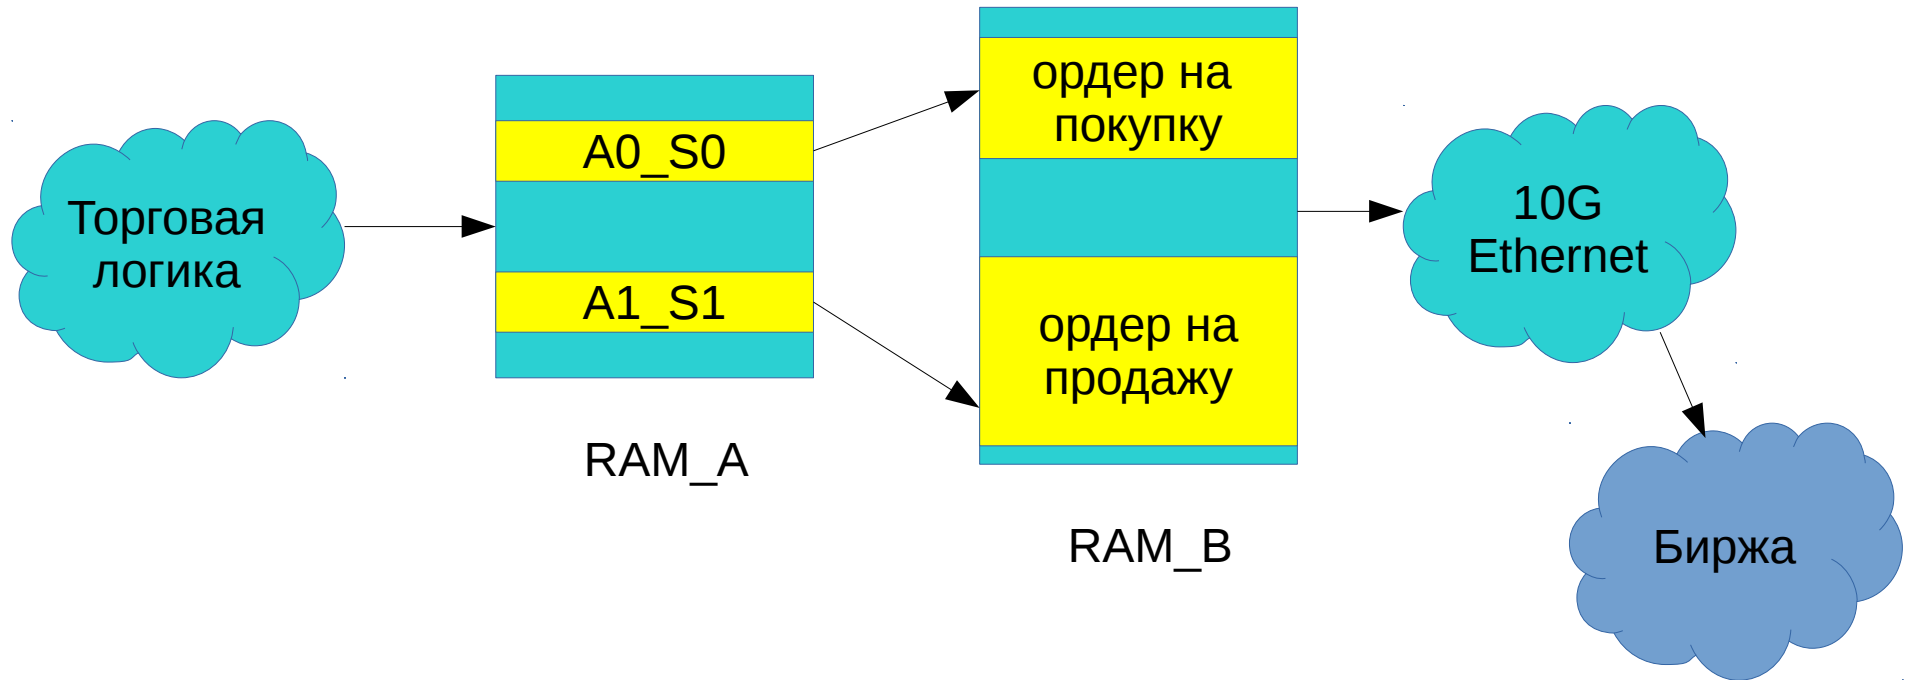 Торговая
логика
A0_S0
A1_S1
RAM_A
ордер на
покупку
ордер на
продажу
RAM_B
10G
Ethernet
Биржа